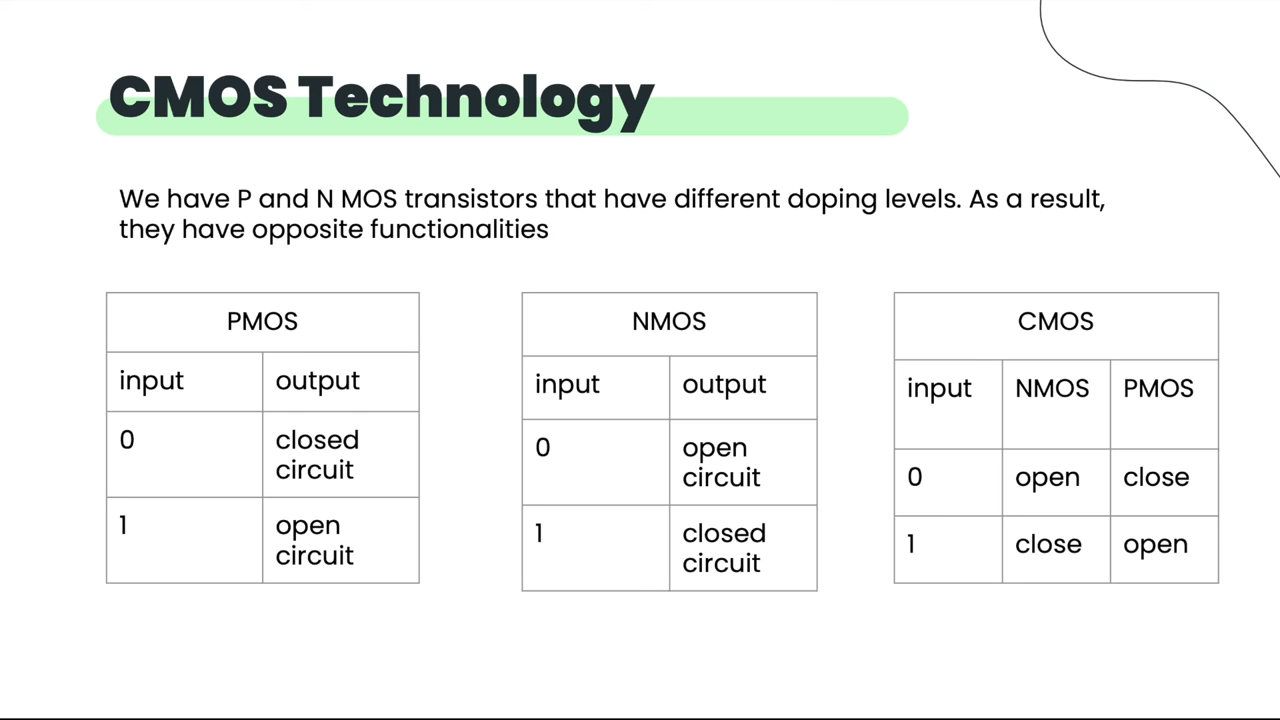 CMOS Technology
We have P and N MOS transistors that have different doping levels. As a result,
they have opposite functionalities
PMOS
input output
0 closed
circuit
1 open
circuit
NMOS
input output
0 open
circuit
1 closed
circuit
CMOS
input NMOS PMOS
0 open close
1 close open